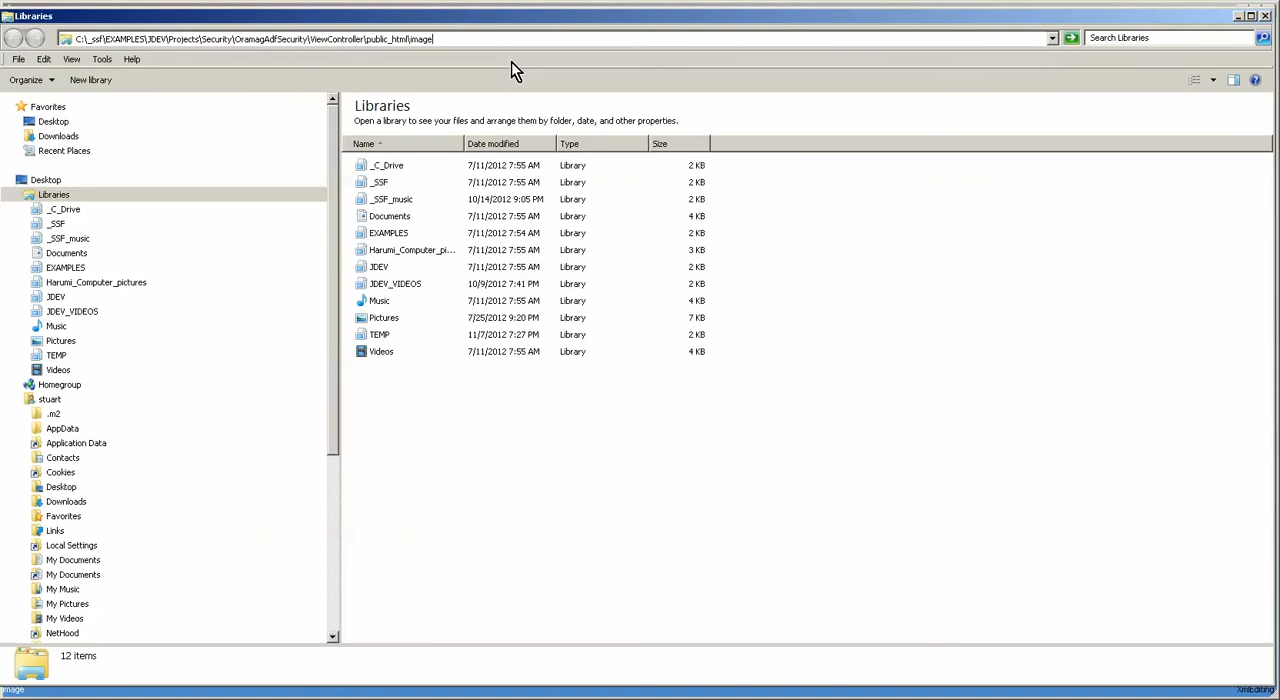 Libraries
C:\_ssf\EXAMPLES\JDEV\Projects\Security\OramagAdfSecurity\ViewController\public_html\image
Search Libraries
File Edit View Tools Help
Organize New library
Favorites
Desktop
Downloads
Recent Places
Desktop
Libraries
_C_Drive
_SSF
_SSF_music
Documents
EXAMPLES
Harumi_Computer_pictures
JDEV
JDEV_VIDEOS
Music
Pictures
TEMP
Videos
Homegroup
stuart
.m2
AppData
Application Data
Contacts
Cookies
Desktop
Downloads
Favorites
Links
Local Settings
My Documents
My Documents
My Music
My Pictures
My Videos
NetHood
Libraries
Open a library to see your files and arrange them by folder, date, and other properties.
Name Date modified Type Size
_C_Drive 7/11/2012 7:55 AM Library 2 KB
_SSF 7/11/2012 7:55 AM Library 2 KB
_SSF_music 10/14/2012 9:05 PM Library 2 KB
Documents 7/11/2012 7:55 AM Library 4 KB
EXAMPLES 7/11/2012 7:54 AM Library 2 KB
Harumi_Computer_pi... 7/11/2012 7:55 AM Library 3 KB
JDEV 7/11/2012 7:55 AM Library 2 KB
JDEV_VIDEOS 10/9/2012 7:41 PM Library 2 KB
Music 7/11/2012 7:55 AM Library 4 KB
Pictures 7/25/2012 9:20 PM Library 7 KB
TEMP 11/7/2012 7:27 PM Library 2 KB
Videos 7/11/2012 7:55 AM Library 4 KB
12 items
image XmlEditing